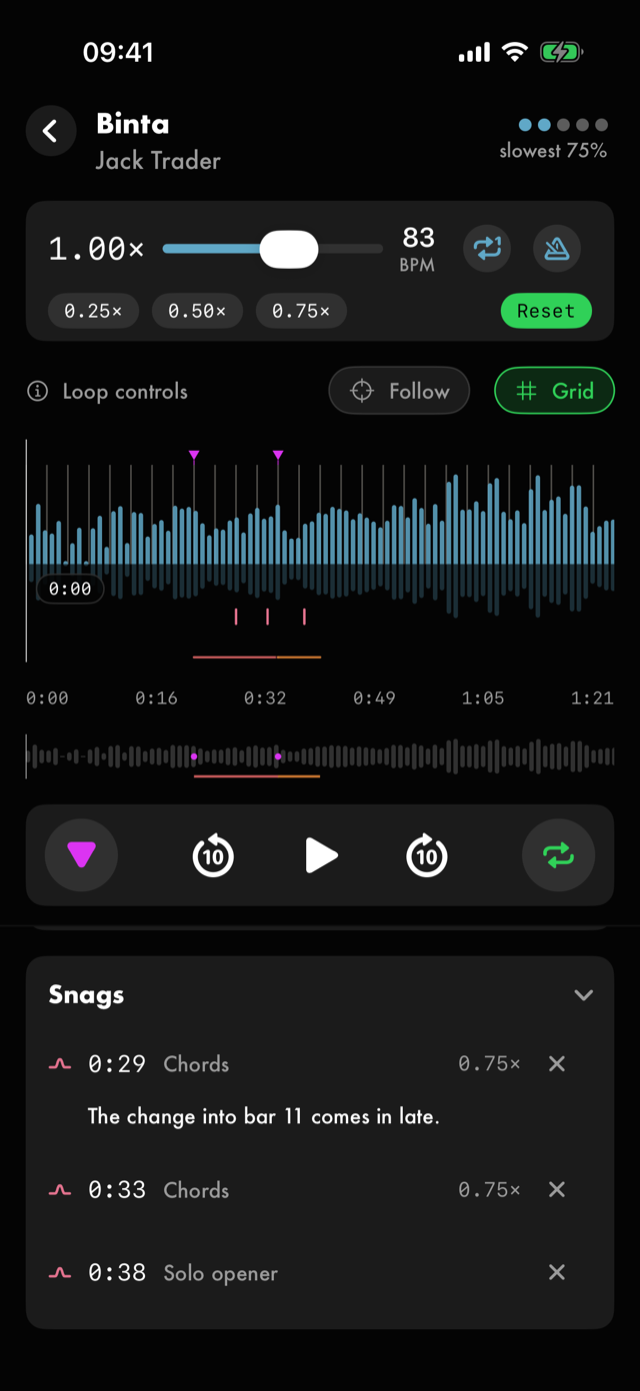 09:41
Binta
Jack Trader
slowest 75%
1.00×
83
BPM
1
0.25×
0.50×
0.75×
Reset
Loop controls
Follow
Grid
0:00
0:00 0:16 0:32 0:49 1:05 1:21
10
10
Snags
0:29 Chords 0.75×
The change into bar 11 comes in late.
0:33 Chords 0.75×
0:38 Solo opener